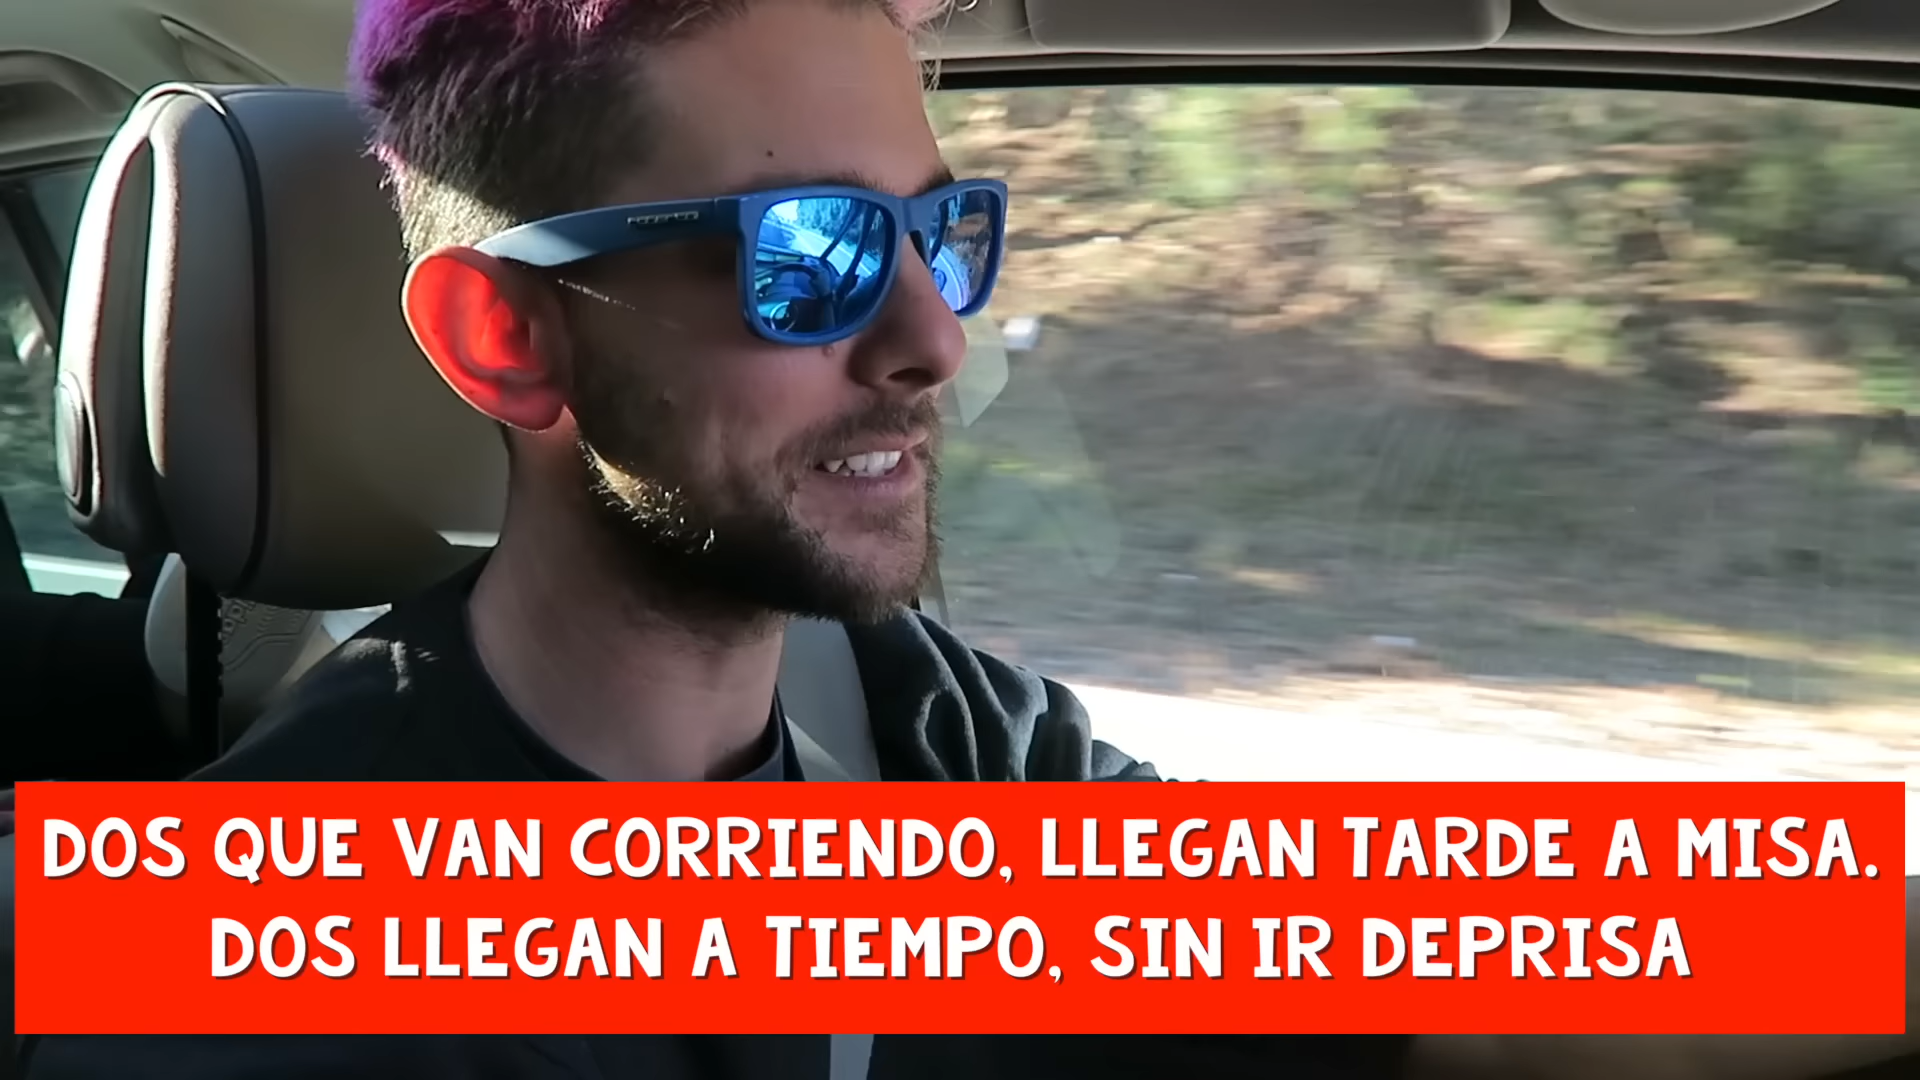 DOS QUE VAN CORRIENDO, LLEGAN TARDE A MISA.
DOS LLEGAN A TIEMPO, SIN IR DEPRISA